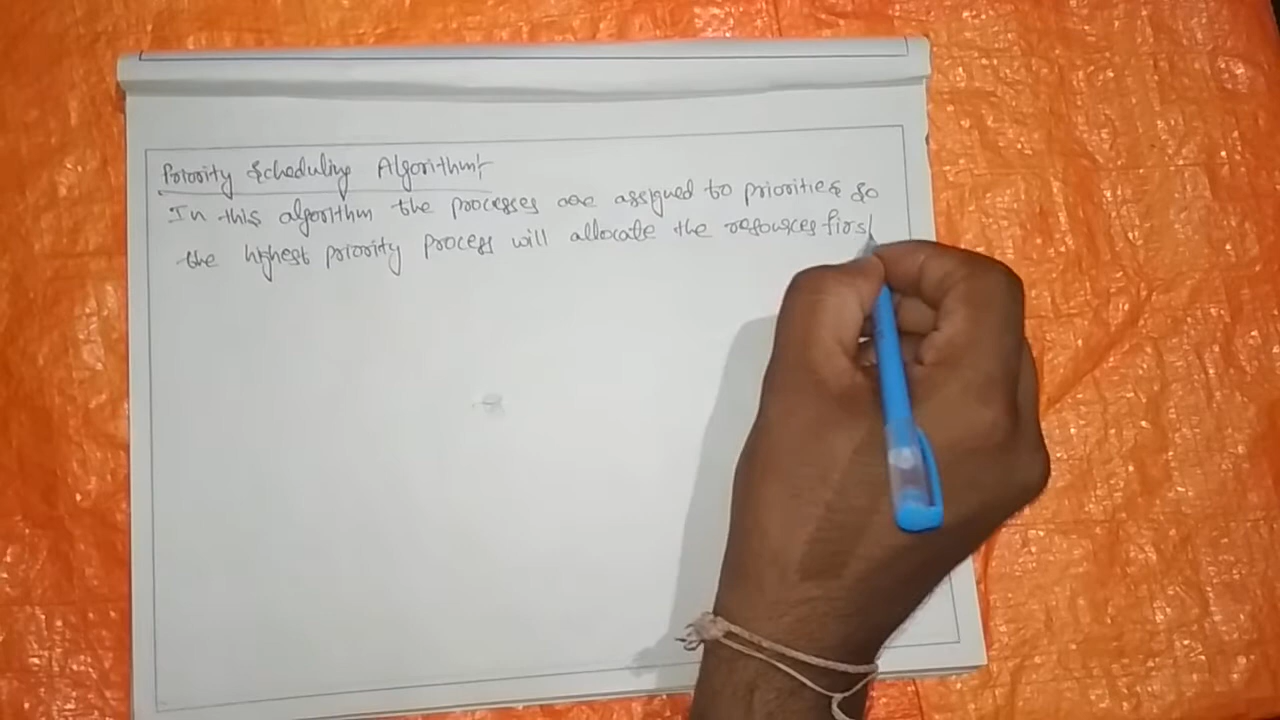 Priority Scheduling Algorithm:
In this algorithm the processes are assigned to priorities so
the highest priority process will allocate the resources first